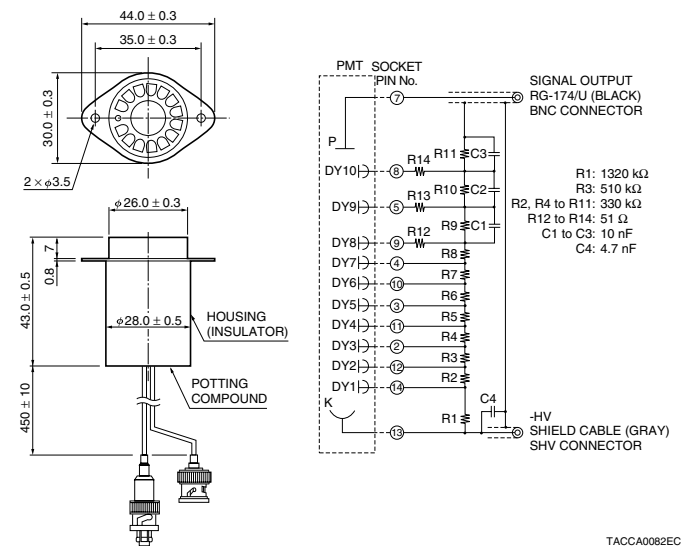 44.0 ± 0.3
35.0 ± 0.3
30.0 ± 0.3
2 × φ3.5
φ26.0 ± 0.3
7
0.8
43.0 ± 0.5
φ28.0 ± 0.5
HOUSING
(INSULATOR)
POTTING
COMPOUND
450 ± 10
PMT
SOCKET
PIN No.
SIGNAL OUTPUT
RG-174/U (BLACK)
BNC CONNECTOR
7
P
R11
C3
DY10
8
R14
R10
C2
DY9
5
R13
R9
C1
DY8
9
R12
R8
DY7
4
R7
DY6
10
R6
DY5
3
R5
DY4
11
R4
DY3
2
R3
DY2
12
R2
DY1
14
K
R1
C4
13
-HV
SHIELD CABLE (GRAY)
SHV CONNECTOR
R1: 1320 kΩ
R3: 510 kΩ
R2, R4 to R11: 330 kΩ
R12 to R14: 51 Ω
C1 to C3: 10 nF
C4: 4.7 nF
TACCA0082EC